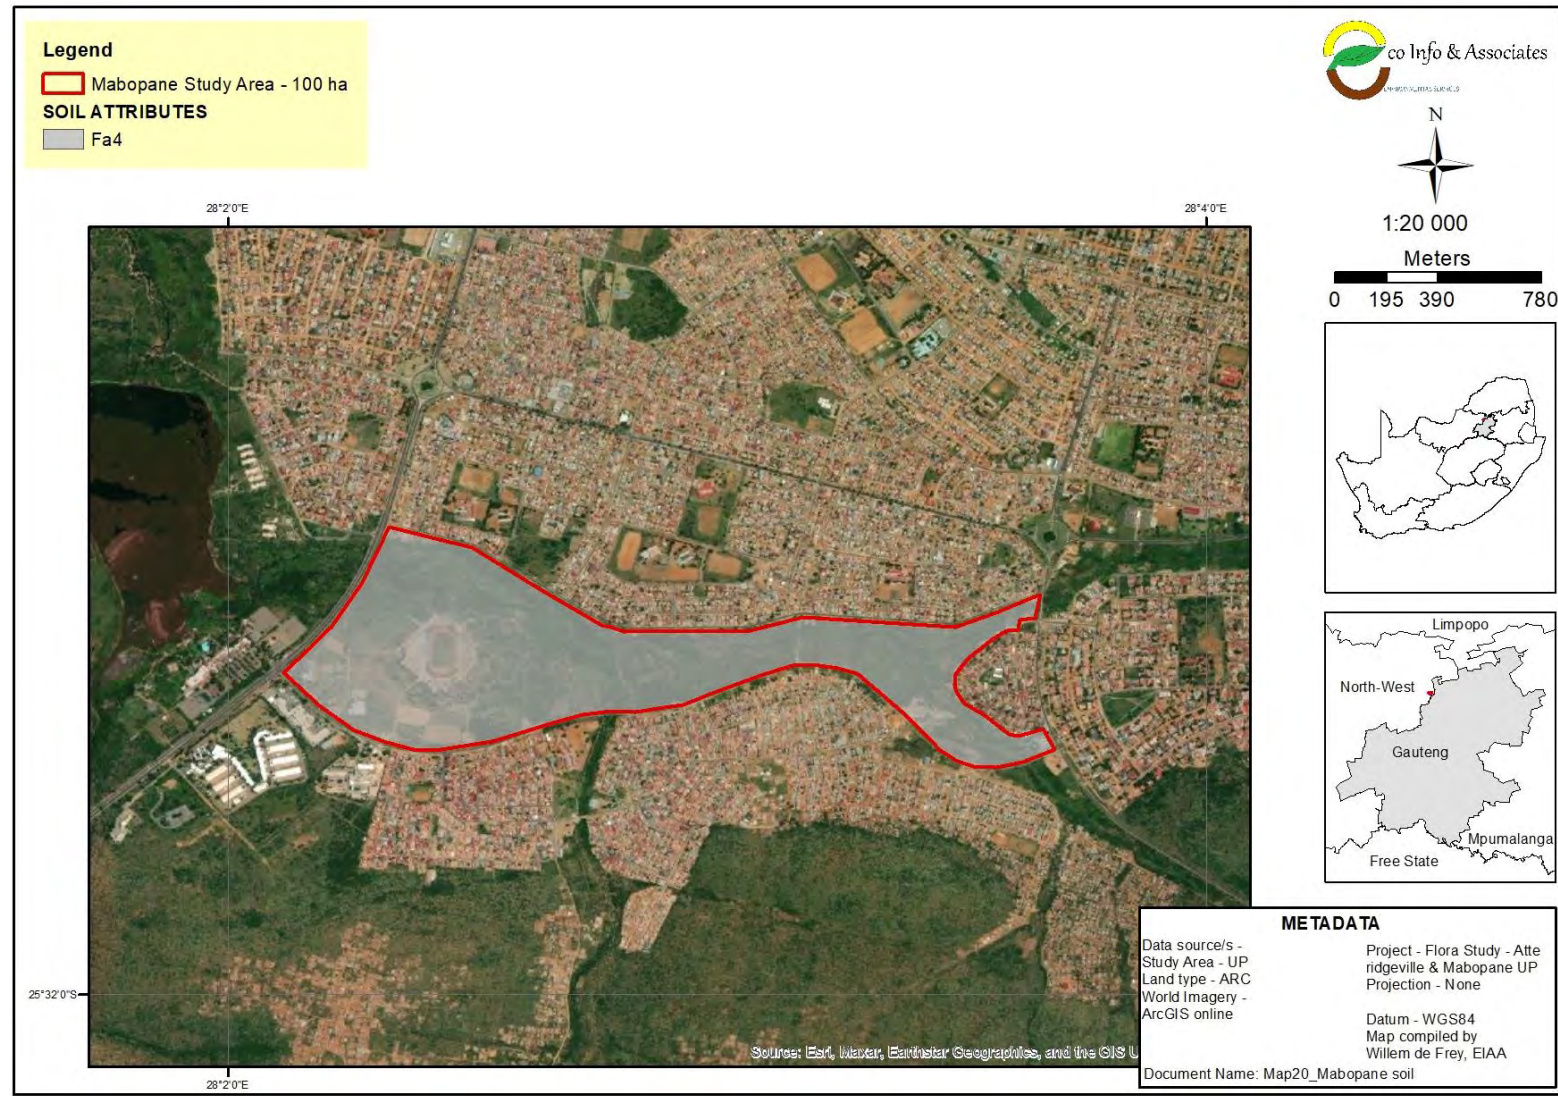 Legend
Mabopane Study Area - 100 ha
SOIL ATTRIBUTES
Fa4
co Info & Associates
N
1:20 000
Meters
0 195 390 780
28°2'0"E
28°4'0"E
25°32'0"S
28°2'0"E
Source: Esri, Maxar, Earthstar Geographics, and the GIS U
Limpopo
North-West
Gauteng
Mpumalanga
Free State
METADATA
Data source/s -
Study Area - UP
Land type - ARC
World Imagery -
ArcGIS online
Project - Flora Study - Atte
ridgeville & Mabopane UP
Projection - None
Datum - WGS84
Map compiled by
Willem de Frey, EIAA
Document Name: Map20_Mabopane soil